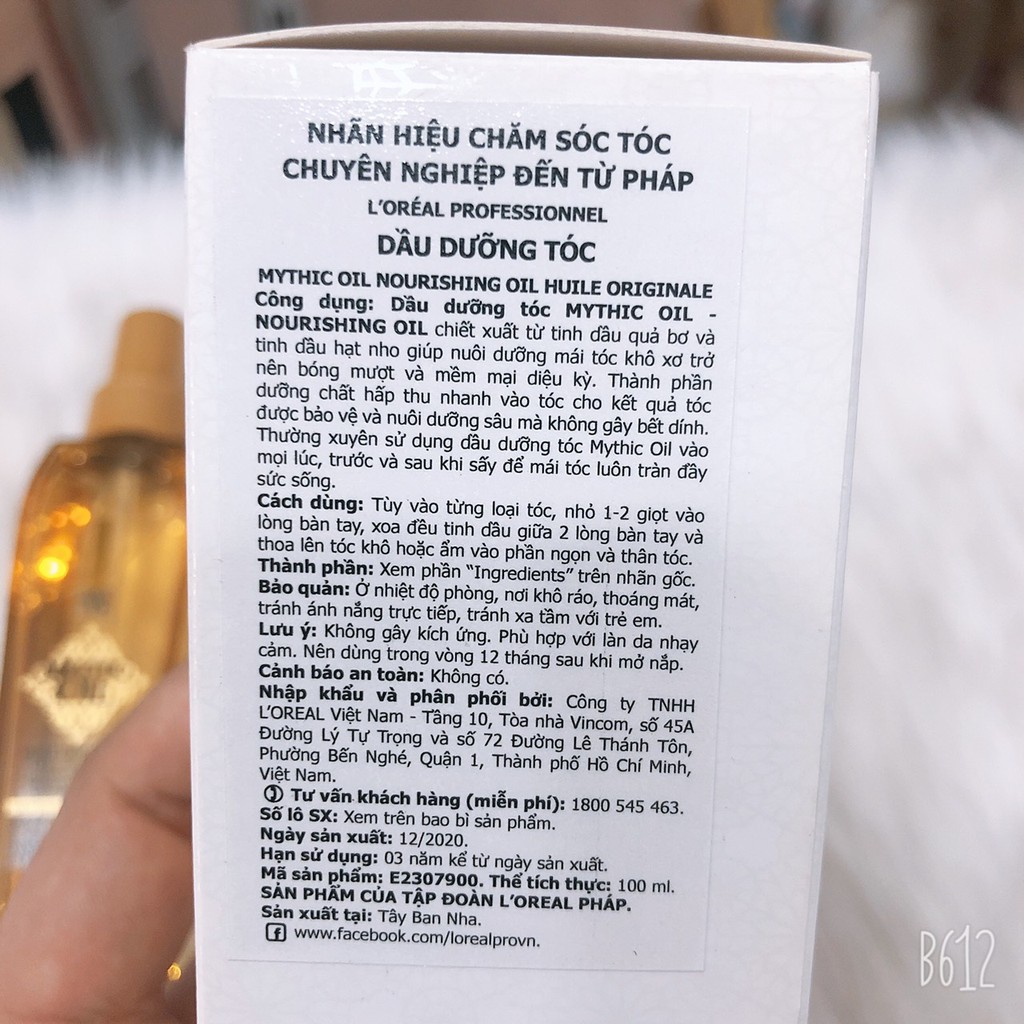 NHÃN HIỆU CHĂM SÓC TÓC
CHUYÊN NGHIỆP ĐẾN TỪ PHÁP
L'ORÉAL PROFESSIONNEL
DẦU DƯỠNG TÓC
MYTHIC OIL NOURISHING OIL HUILE ORIGINALE
Công dụng: Dầu dưỡng tóc MYTHIC OIL -
NOURISHING OIL chiết xuất từ tinh dầu quả bơ và
tinh dầu hạt nho giúp nuôi dưỡng mái tóc khô xơ trở
nên bóng mượt và mềm mại diệu kỳ. Thành phần
dưỡng chất hấp thu nhanh vào tóc cho kết quả tóc
được bảo vệ và nuôi dưỡng sâu mà không gây bết dính.
Thường xuyên sử dụng dầu dưỡng tóc Mythic Oil vào
mọi lúc, trước và sau khi sấy để mái tóc luôn tràn đầy
sức sống.
Cách dùng: Tùy vào từng loại tóc, nhỏ 1-2 giọt vào
lòng bàn tay, xoa đều tinh dầu giữa 2 lòng bàn tay và
thoa lên tóc khô hoặc ẩm vào phần ngọn và thân tóc.
Thành phần: Xem phần "Ingredients" trên nhãn gốc.
Bảo quản: Ở nhiệt độ phòng, nơi khô ráo, thoáng mát,
tránh ánh nắng trực tiếp, tránh xa tầm với trẻ em.
Lưu ý: Không gây kích ứng. Phù hợp với làn da nhạy
cảm. Nên dùng trong vòng 12 tháng sau khi mở nắp.
Cảnh báo an toàn: Không có.
Nhập khẩu và phân phối bởi: Công ty TNHH
L'OREAL Việt Nam - Tầng 10, Tòa nhà Vincom, số 45A
Đường Lý Tự Trọng và số 72 Đường Lê Thánh Tôn,
Phường Bến Nghé, Quận 1, Thành phố Hồ Chí Minh,
Việt Nam.
Tư vấn khách hàng (miễn phí): 1800 545 463.
Số lô SX: Xem trên bao bì sản phẩm.
Ngày sản xuất: 12/2020.
Hạn sử dụng: 03 năm kể từ ngày sản xuất.
Mã sản phẩm: E2307900. Thể tích thực: 100 ml.
SẢN PHẨM CỦA TẬP ĐOÀN L'OREAL PHÁP.
Sản xuất tại: Tây Ban Nha.
www.facebook.com/lorealprovn.
B612